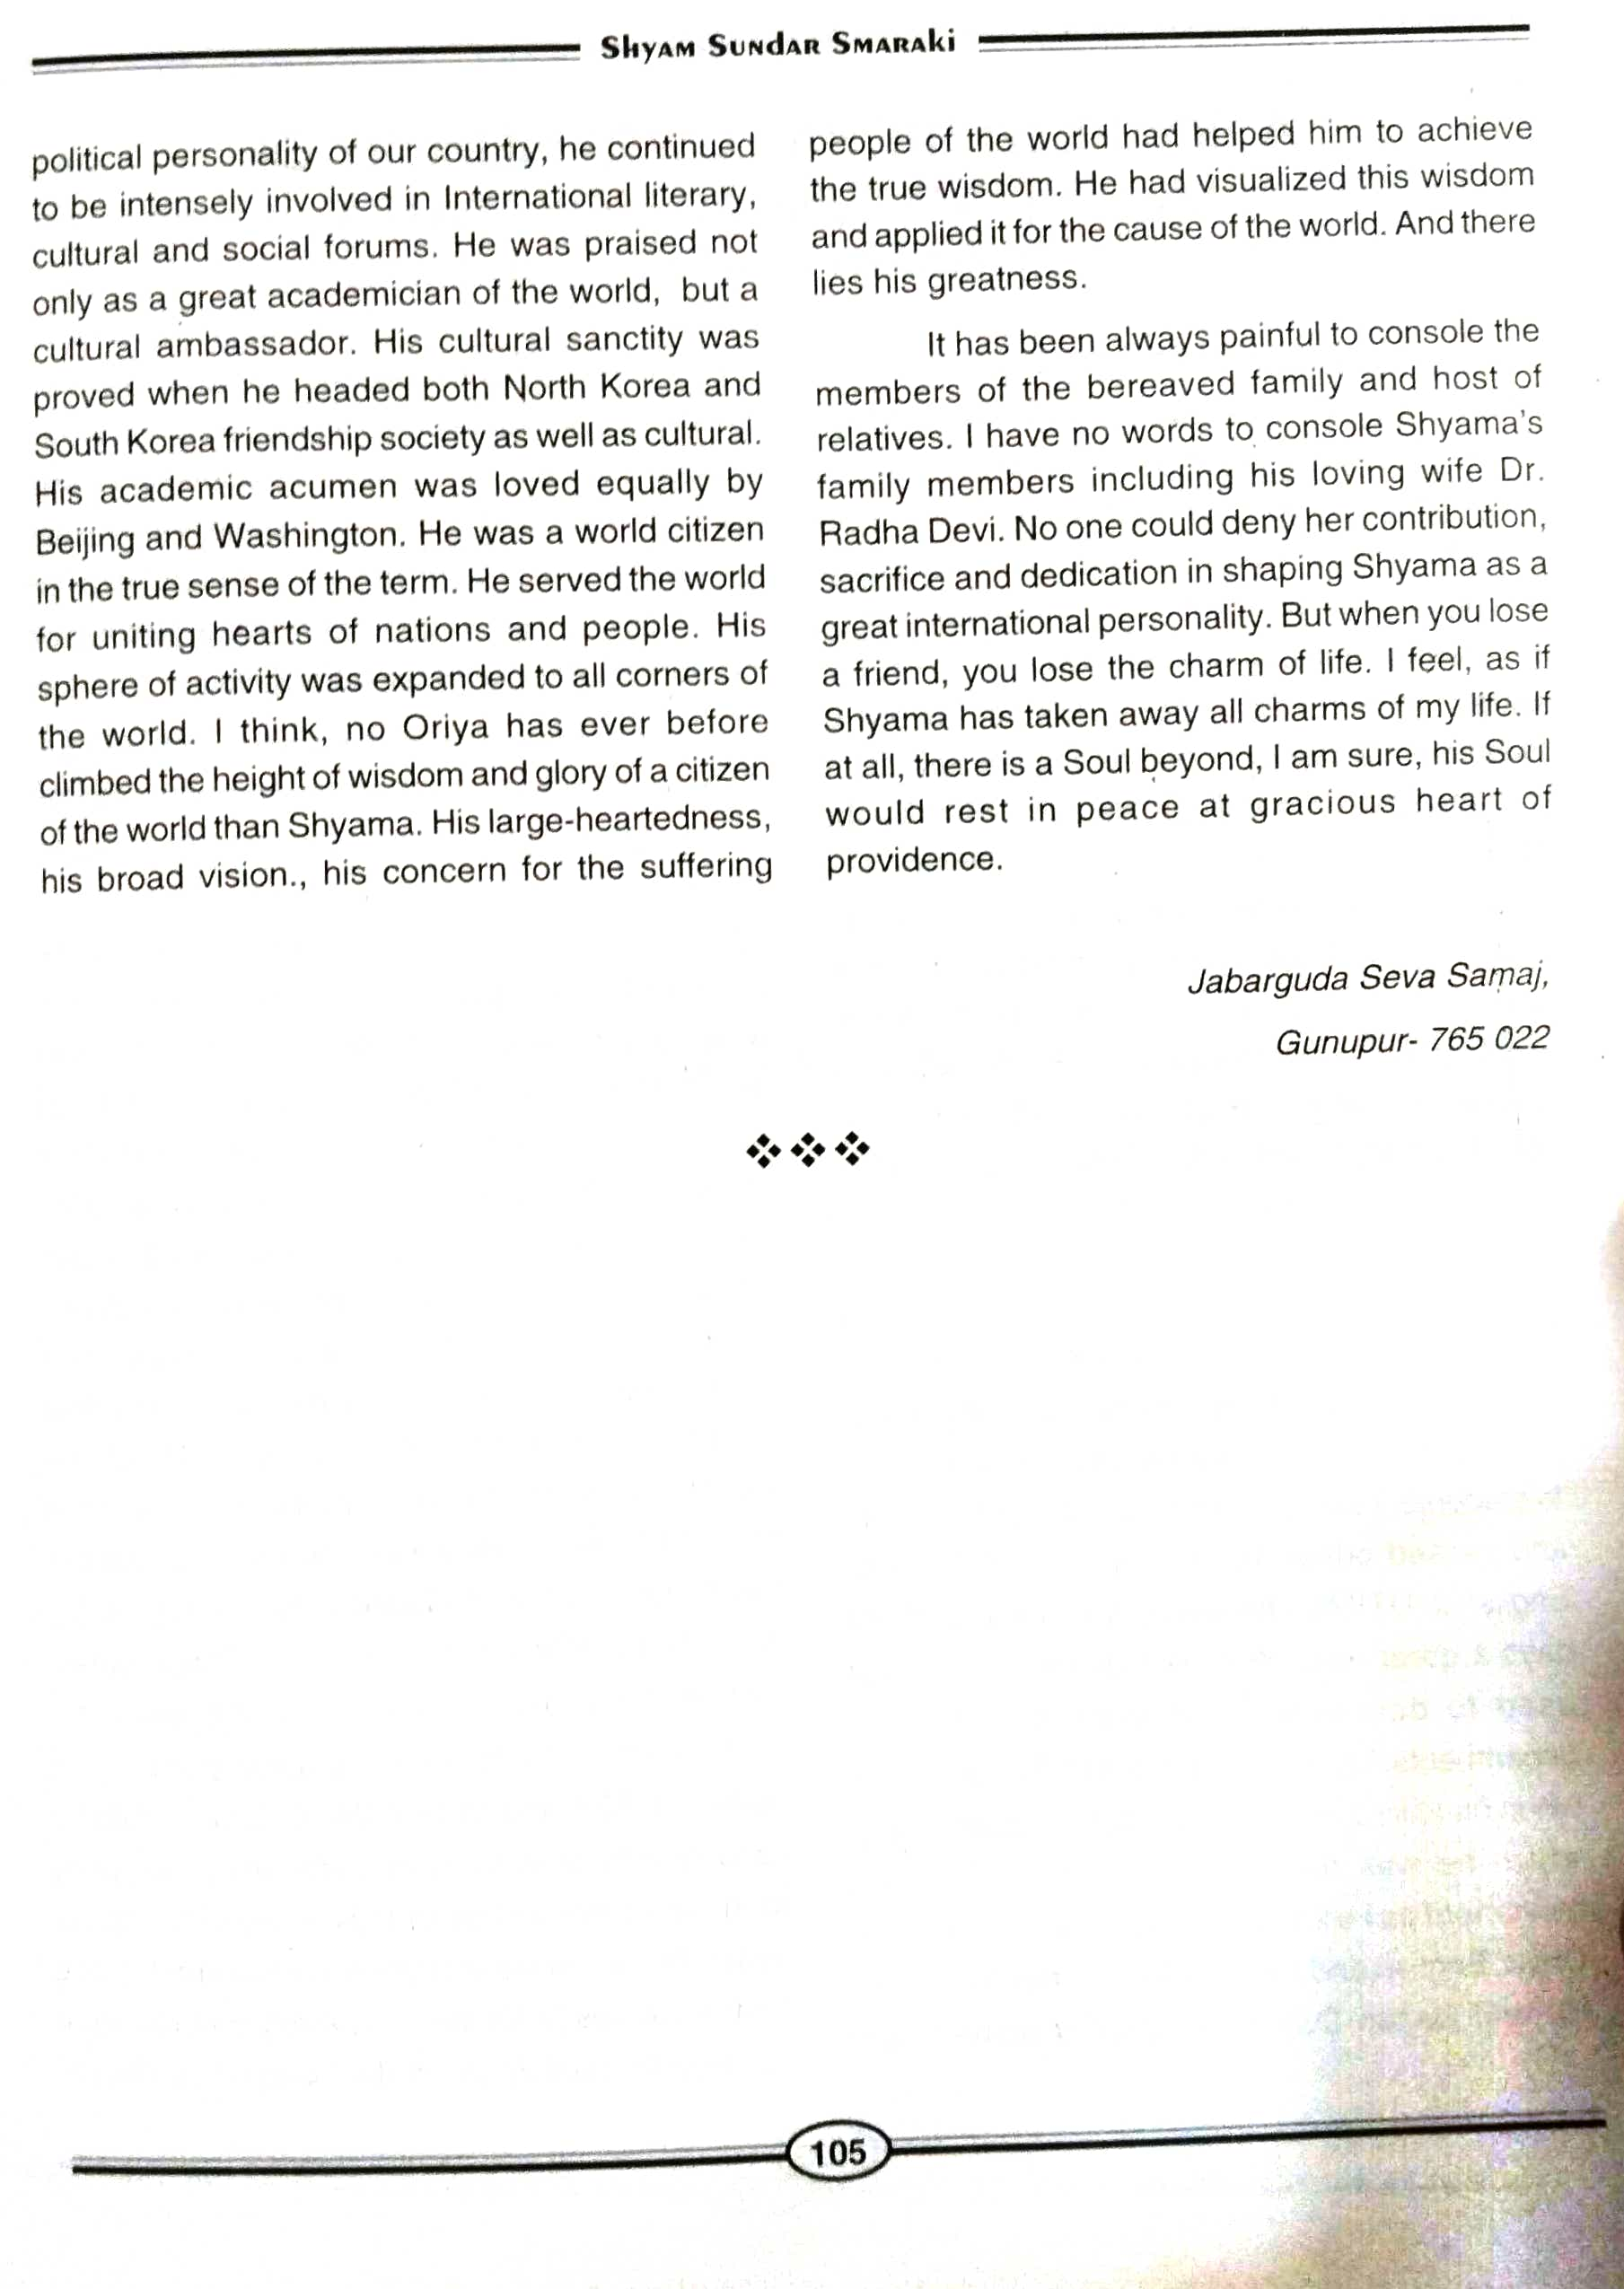 Shyam Sundar Smaraki
political personality of our country, he continued
to be intensely involved in International literary,
cultural and social forums. He was praised not
only as a great academician of the world, but a
cultural ambassador. His cultural sanctity was
proved when he headed both North Korea and
South Korea friendship society as well as cultural.
His academic acumen was loved equally by
Beijing and Washington. He was a world citizen
in the true sense of the term. He served the world
for uniting hearts of nations and people. His
sphere of activity was expanded to all corners of
the world. I think, no Oriya has ever before
climbed the height of wisdom and glory of a citizen
of the world than Shyama. His large-heartedness,
his broad vision., his concern for the suffering
people of the world had helped him to achieve
the true wisdom. He had visualized this wisdom
and applied it for the cause of the world. And there
lies his greatness.
It has been always painful to console the
members of the bereaved family and host of
relatives. I have no words to console Shyama's
family members including his loving wife Dr.
Radha Devi. No one could deny her contribution,
sacrifice and dedication in shaping Shyama as a
great international personality. But when you lose
a friend, you lose the charm of life. I feel, as if
Shyama has taken away all charms of my life. If
at all, there is a Soul beyond, I am sure, his Soul
would rest in peace at gracious heart of
providence.
Jabarguda Seva Samaj,
Gunupur- 765 022
105